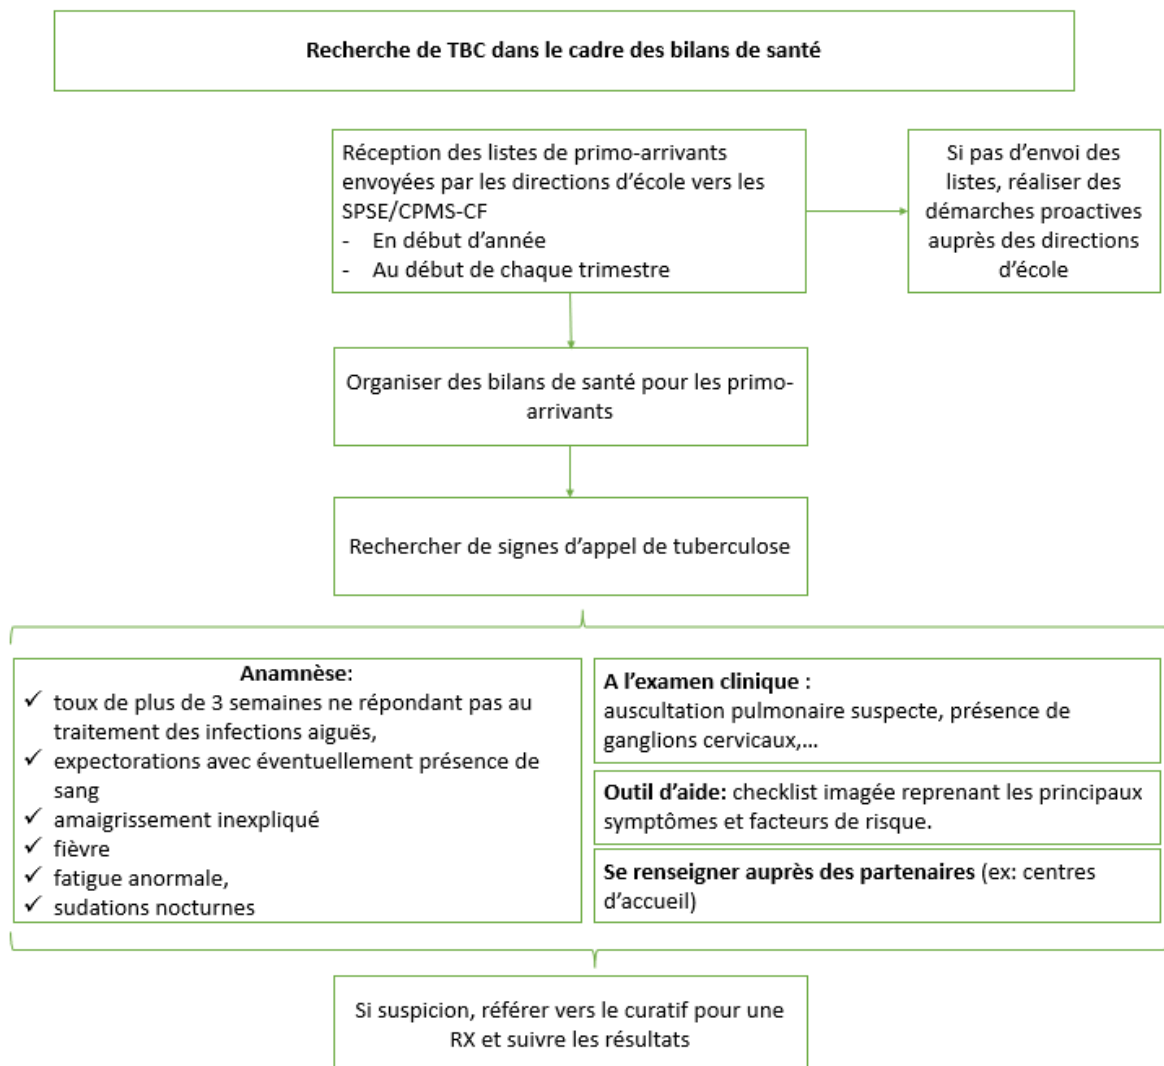 Recherche de TBC dans le cadre des bilans de santé
Réception des listes de primo-arrivants
envoyées par les directions d'école vers les
SPSE/CPMS-CF
- En début d'année
- Au début de chaque trimestre
Si pas d'envoi des
listes, réaliser des
démarches proactives
auprès des directions
d'école
Organiser des bilans de santé pour les primo-
arrivants
Rechercher de signes d'appel de tuberculose
Anamnèse:
✓ toux de plus de 3 semaines ne répondant pas au
traitement des infections aiguës,
✓ expectorations avec éventuellement présence de
sang
✓ amaigrissement inexpliqué
✓ fièvre
✓ fatigue anormale,
✓ sudations nocturnes
A l'examen clinique :
auscultation pulmonaire suspecte, présence de
ganglions cervicaux,...
Outil d'aide: checklist imagée reprenant les principaux
symptômes et facteurs de risque.
Se renseigner auprès des partenaires (ex: centres
d'accueil)
Si suspicion, référer vers le curatif pour une
RX et suivre les résultats